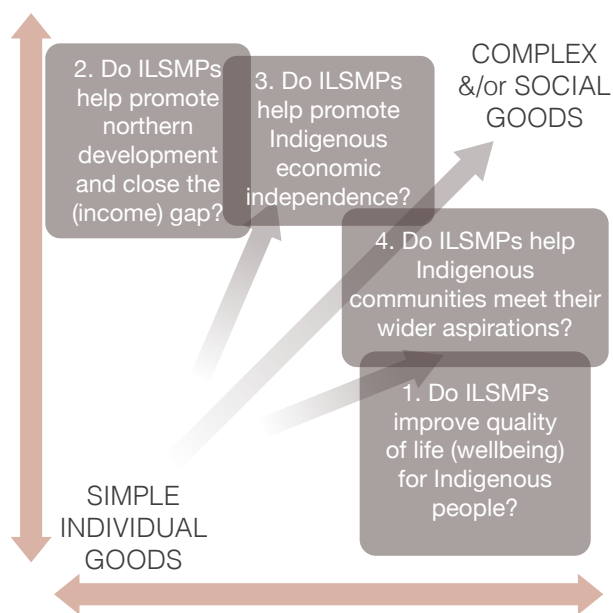 2. Do ILSMPs
help promote
northern
development
and close the
(income) gap?
3. Do ILSMPs
help promote
Indigenous
economic
independence?
COMPLEX
&/or SOCIAL
GOODS
4. Do ILSMPs help
Indigenous
communities meet their
wider aspirations?
1. Do ILSMPs
improve quality
of life (wellbeing)
for Indigenous
people?
SIMPLE
INDIVIDUAL
GOODS